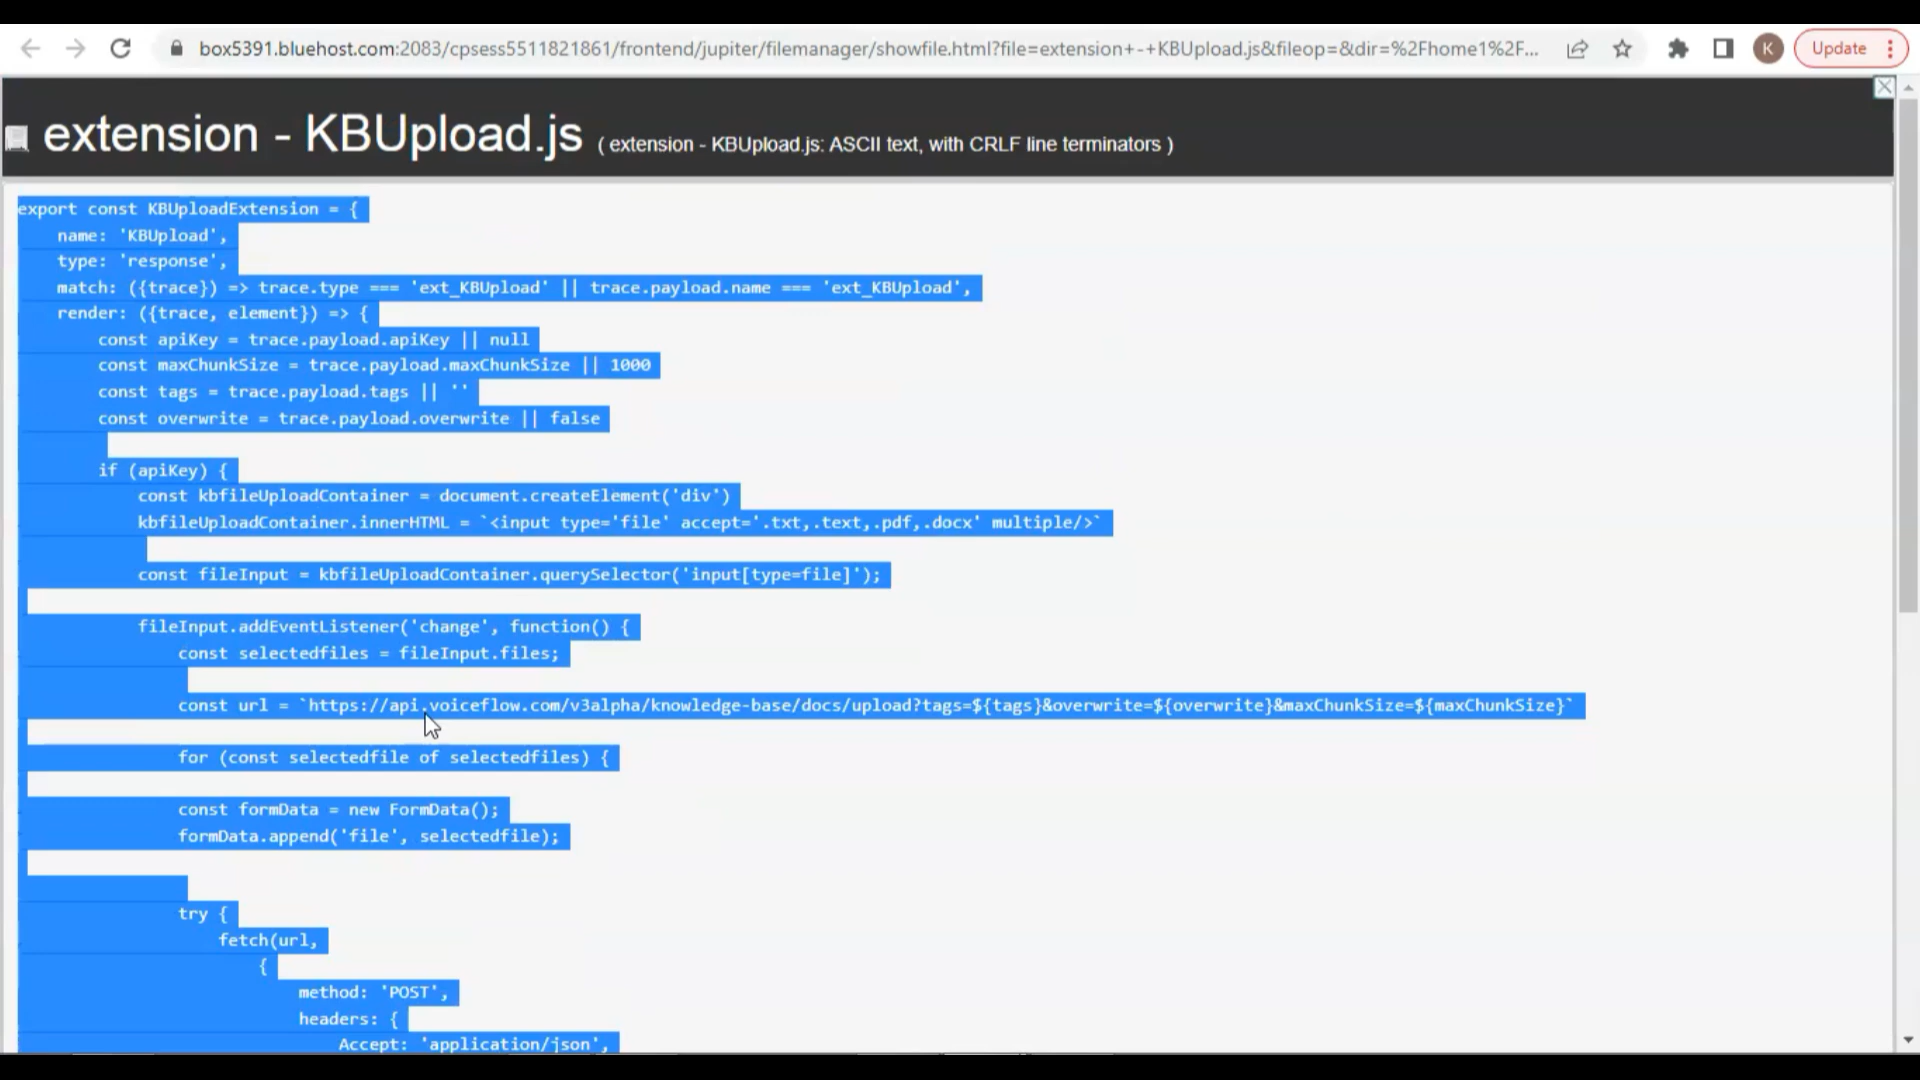 box5391.bluehost.com:2083/cpsess5511821861/frontend/jupiter/filemanager/showfile.html?file=extension+-+KBUpload.js&fileop=&dir=%2Fhome1%2F...
K
Update
extension - KBUpload.js ( extension - KBUpload.js: ASCII text, with CRLF line terminators )
export const KBUploadExtension = {
name: 'KBUpload',
type: 'response',
match: ({trace}) => trace.type === 'ext_KBUpload' || trace.payload.name === 'ext_KBUpload',
render: ({trace, element}) => {
const apiKey = trace.payload.apiKey || null
const maxChunkSize = trace.payload.maxChunkSize || 1000
const tags = trace.payload.tags || ''
const overwrite = trace.payload.overwrite || false
if (apiKey) {
const kbfileUploadContainer = document.createElement('div')
kbfileUploadContainer.innerHTML = `<input type='file' accept='.txt,.text,.pdf,.docx' multiple/>`
const fileInput = kbfileUploadContainer.querySelector('input[type=file]');
fileInput.addEventListener('change', function() {
const selectedfiles = fileInput.files;
const url = `https://api.voiceflow.com/v3alpha/knowledge-base/docs/upload?tags=${tags}&overwrite=${overwrite}&maxChunkSize=${maxChunkSize}`
for (const selectedfile of selectedfiles) {
const formData = new FormData();
formData.append('file', selectedfile);
try {
fetch(url,
{
method: 'POST',
headers: {
Accept: 'application/json',